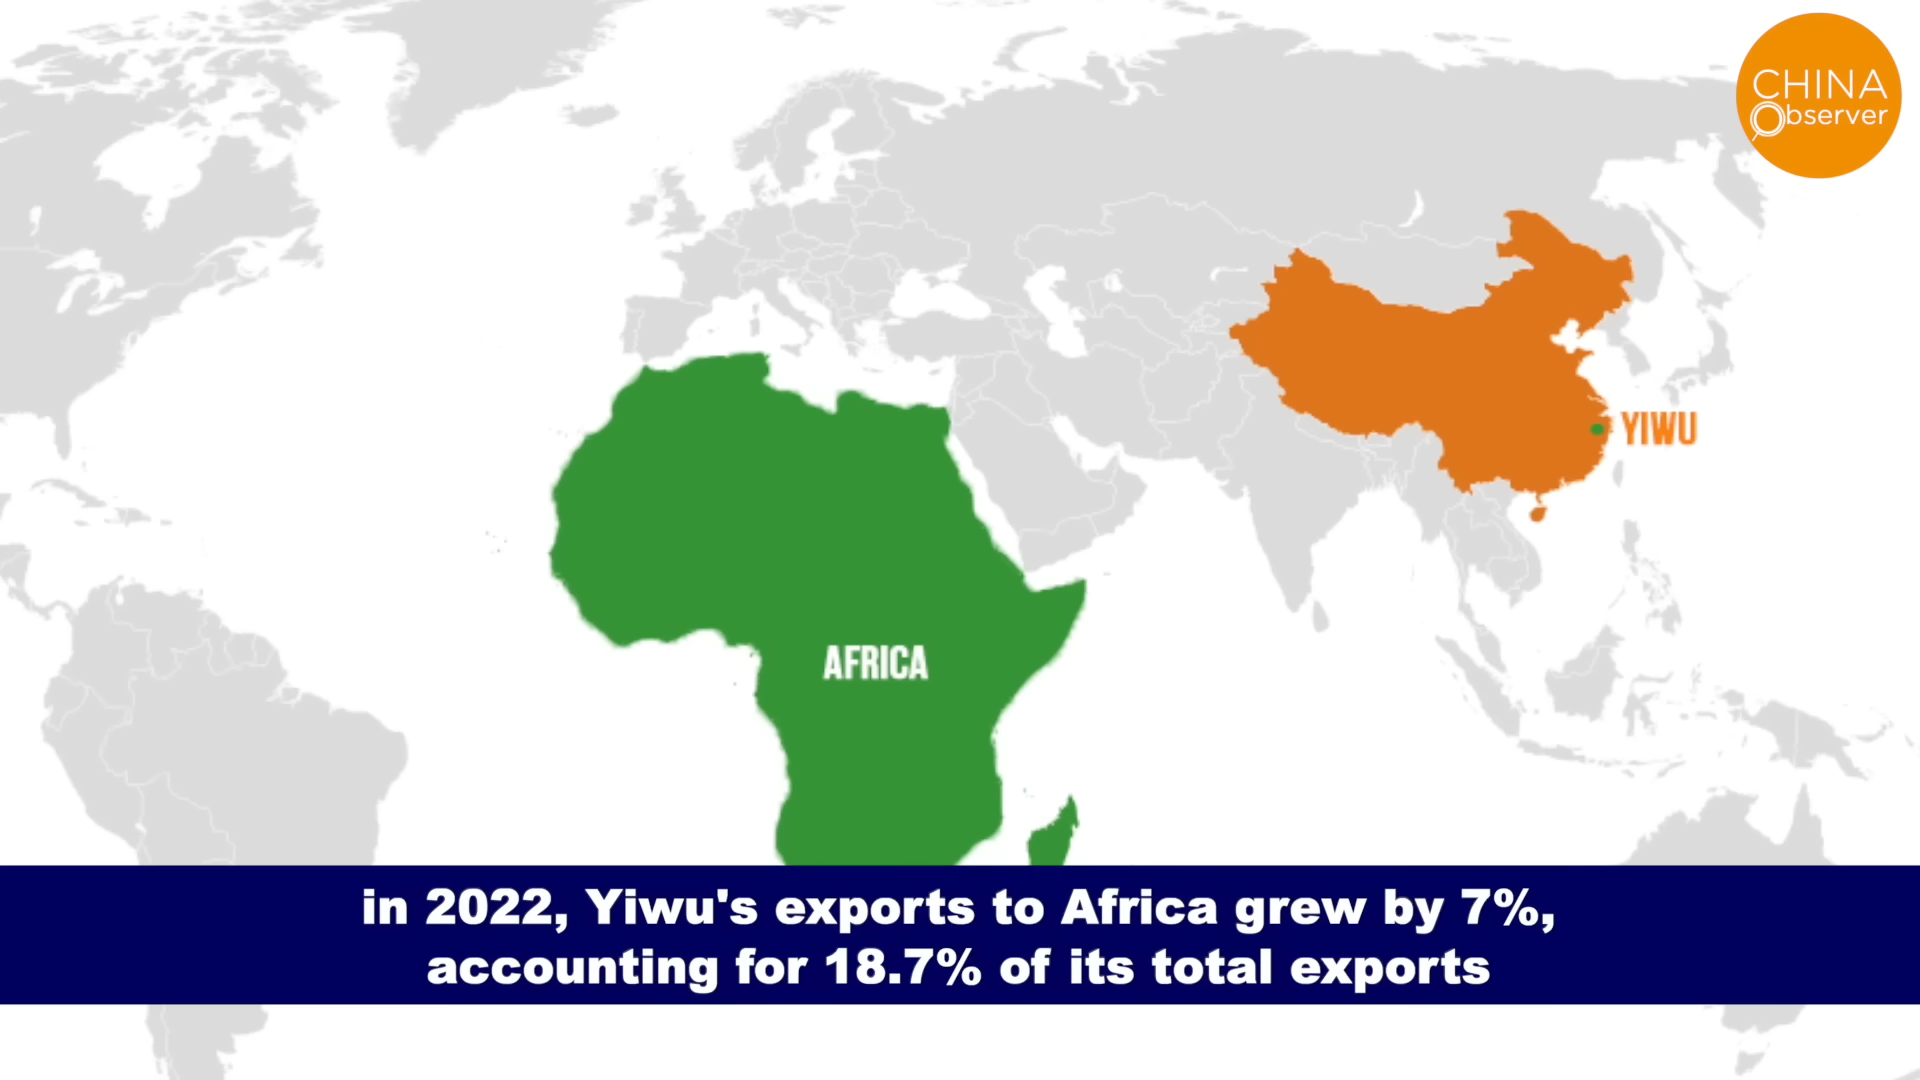 CHINA
Observer
YIWU
AFRICA
in 2022, Yiwu's exports to Africa grew by 7%,
accounting for 18.7% of its total exports